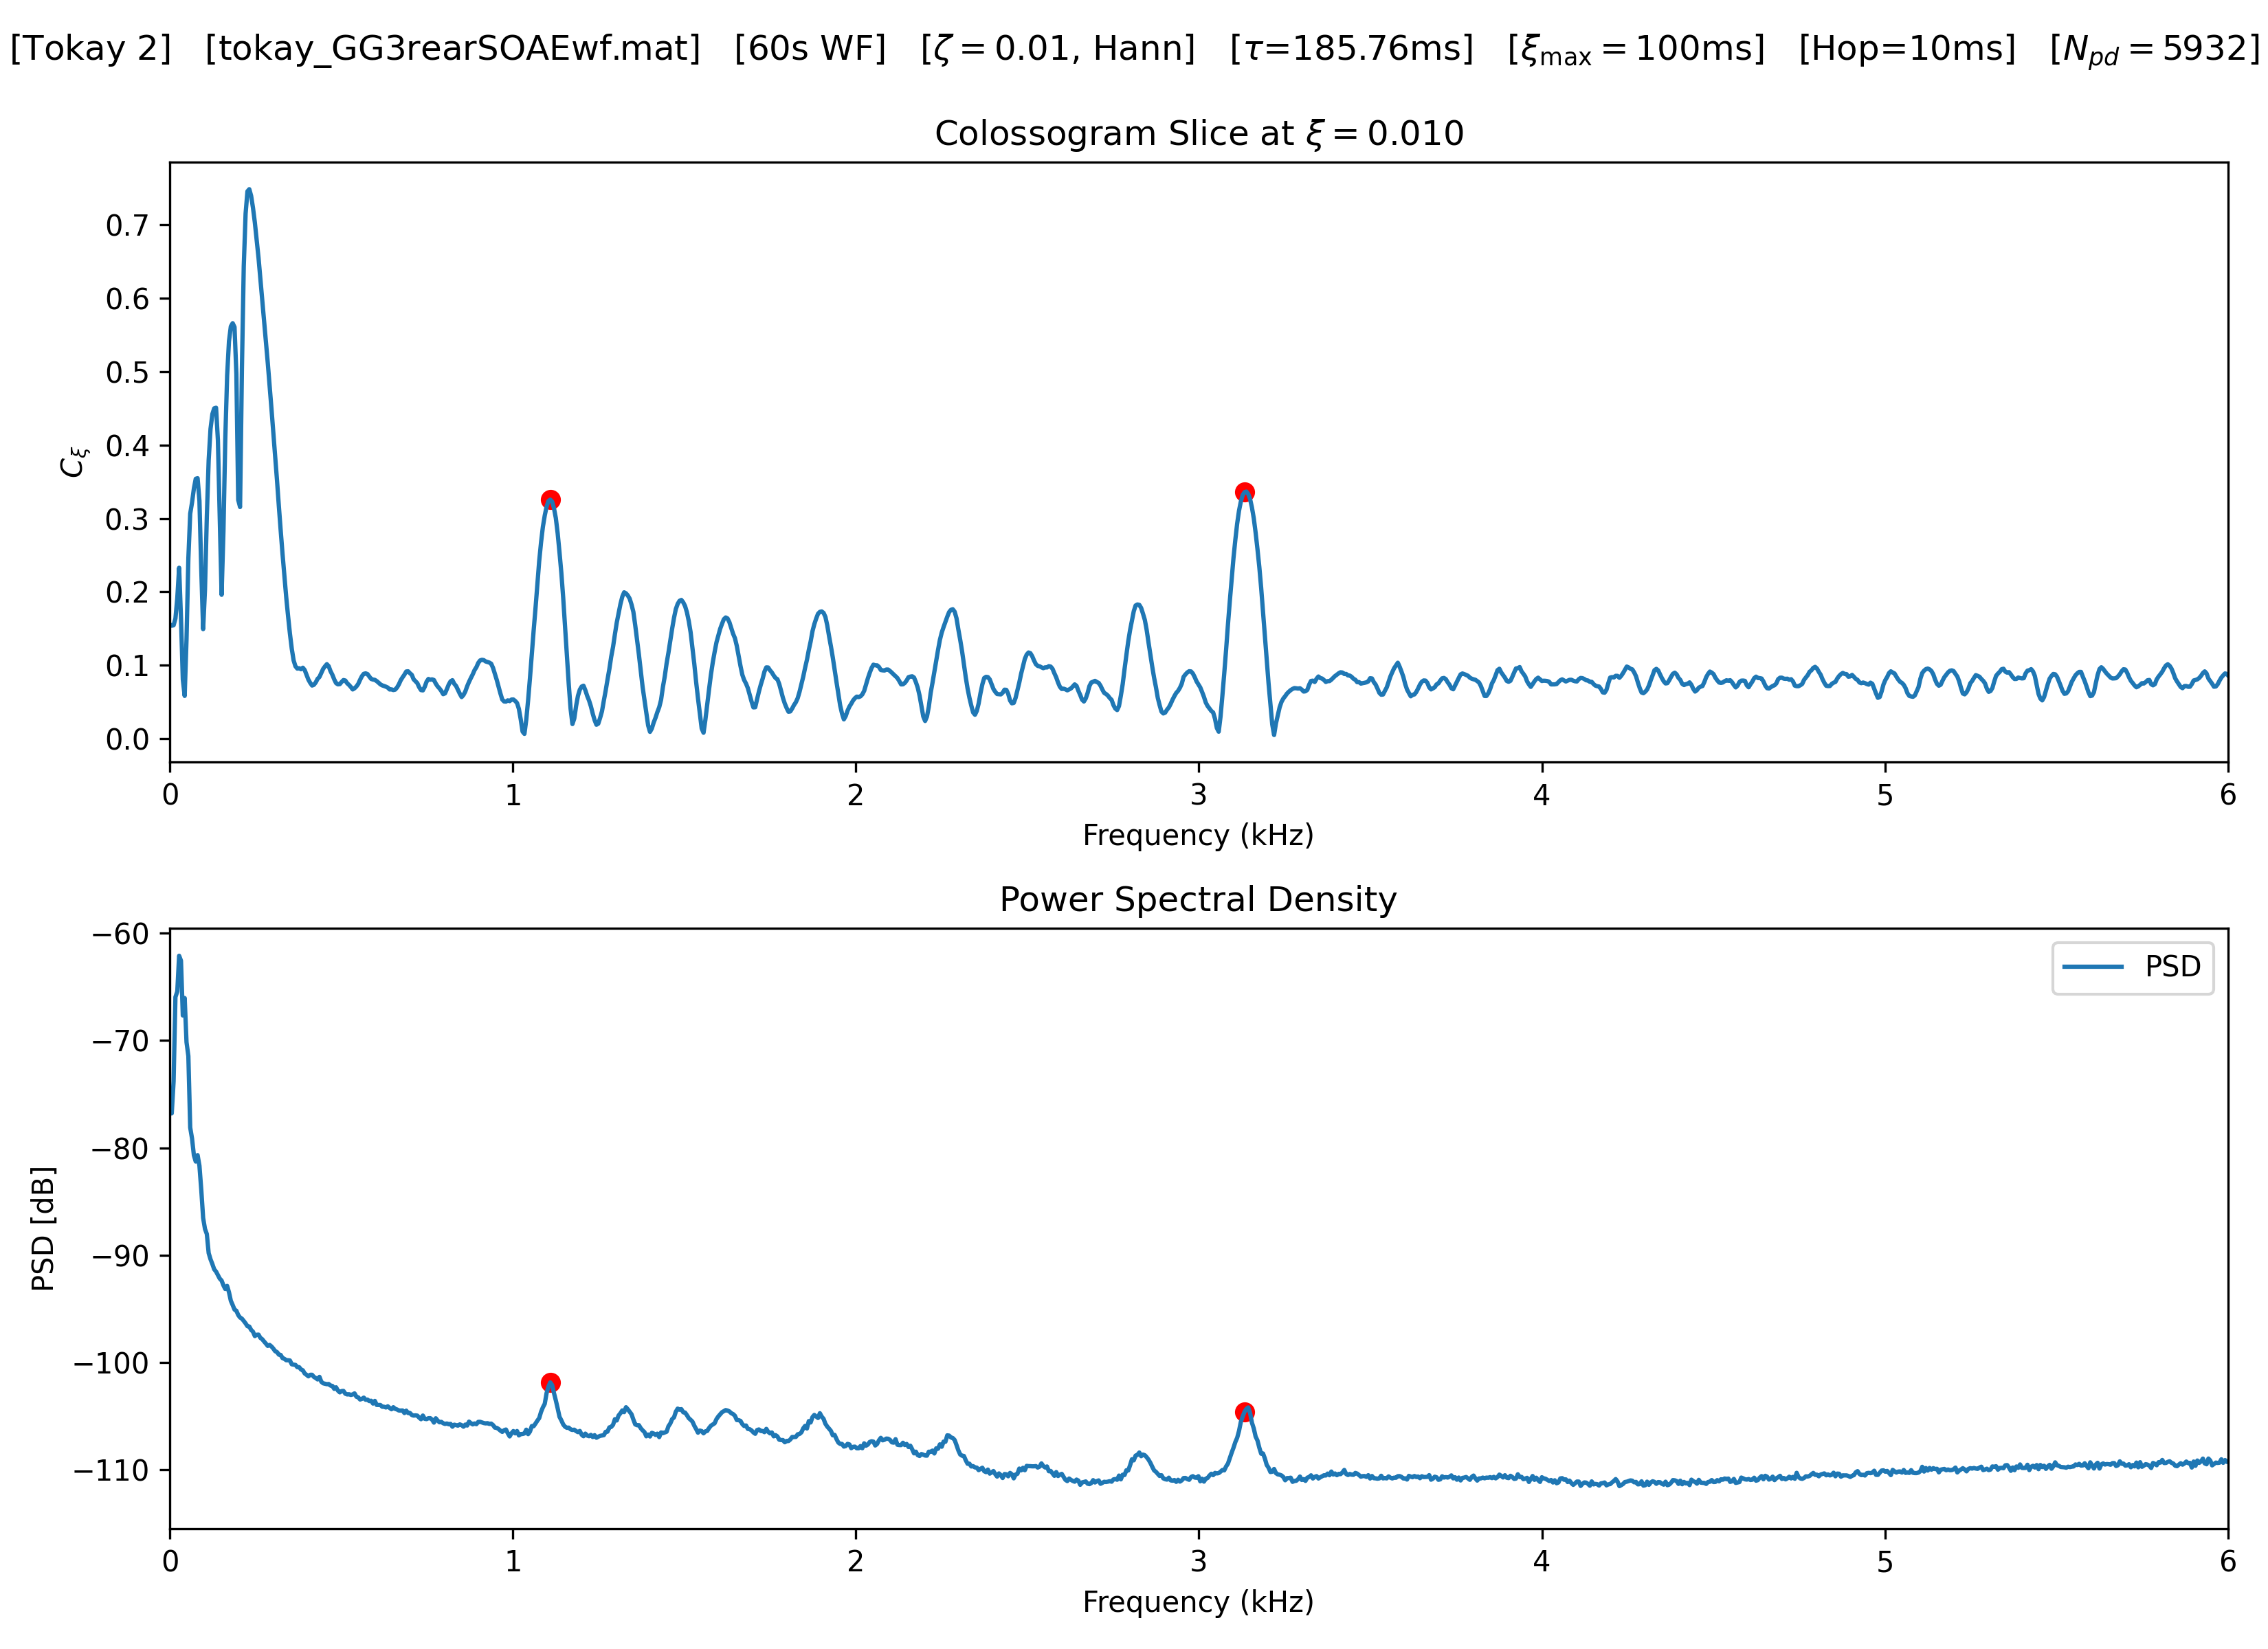 [Tokay 2] [tokay_GG3rearSOAEwf.mat] [60s WF] [ζ = 0.01, Hann] [τ=185.76ms] [ξmax = 100ms] [Hop=10ms] [Npd = 5932]
Colossogram Slice at ξ = 0.010
0.7
0.6
0.5
0.4
0.3
0.2
0.1
0.0
Cξ
0 1 2 3 4 5 6
Frequency (kHz)
Power Spectral Density
PSD
−60
−70
−80
−90
−100
−110
PSD [dB]
0 1 2 3 4 5 6
Frequency (kHz)